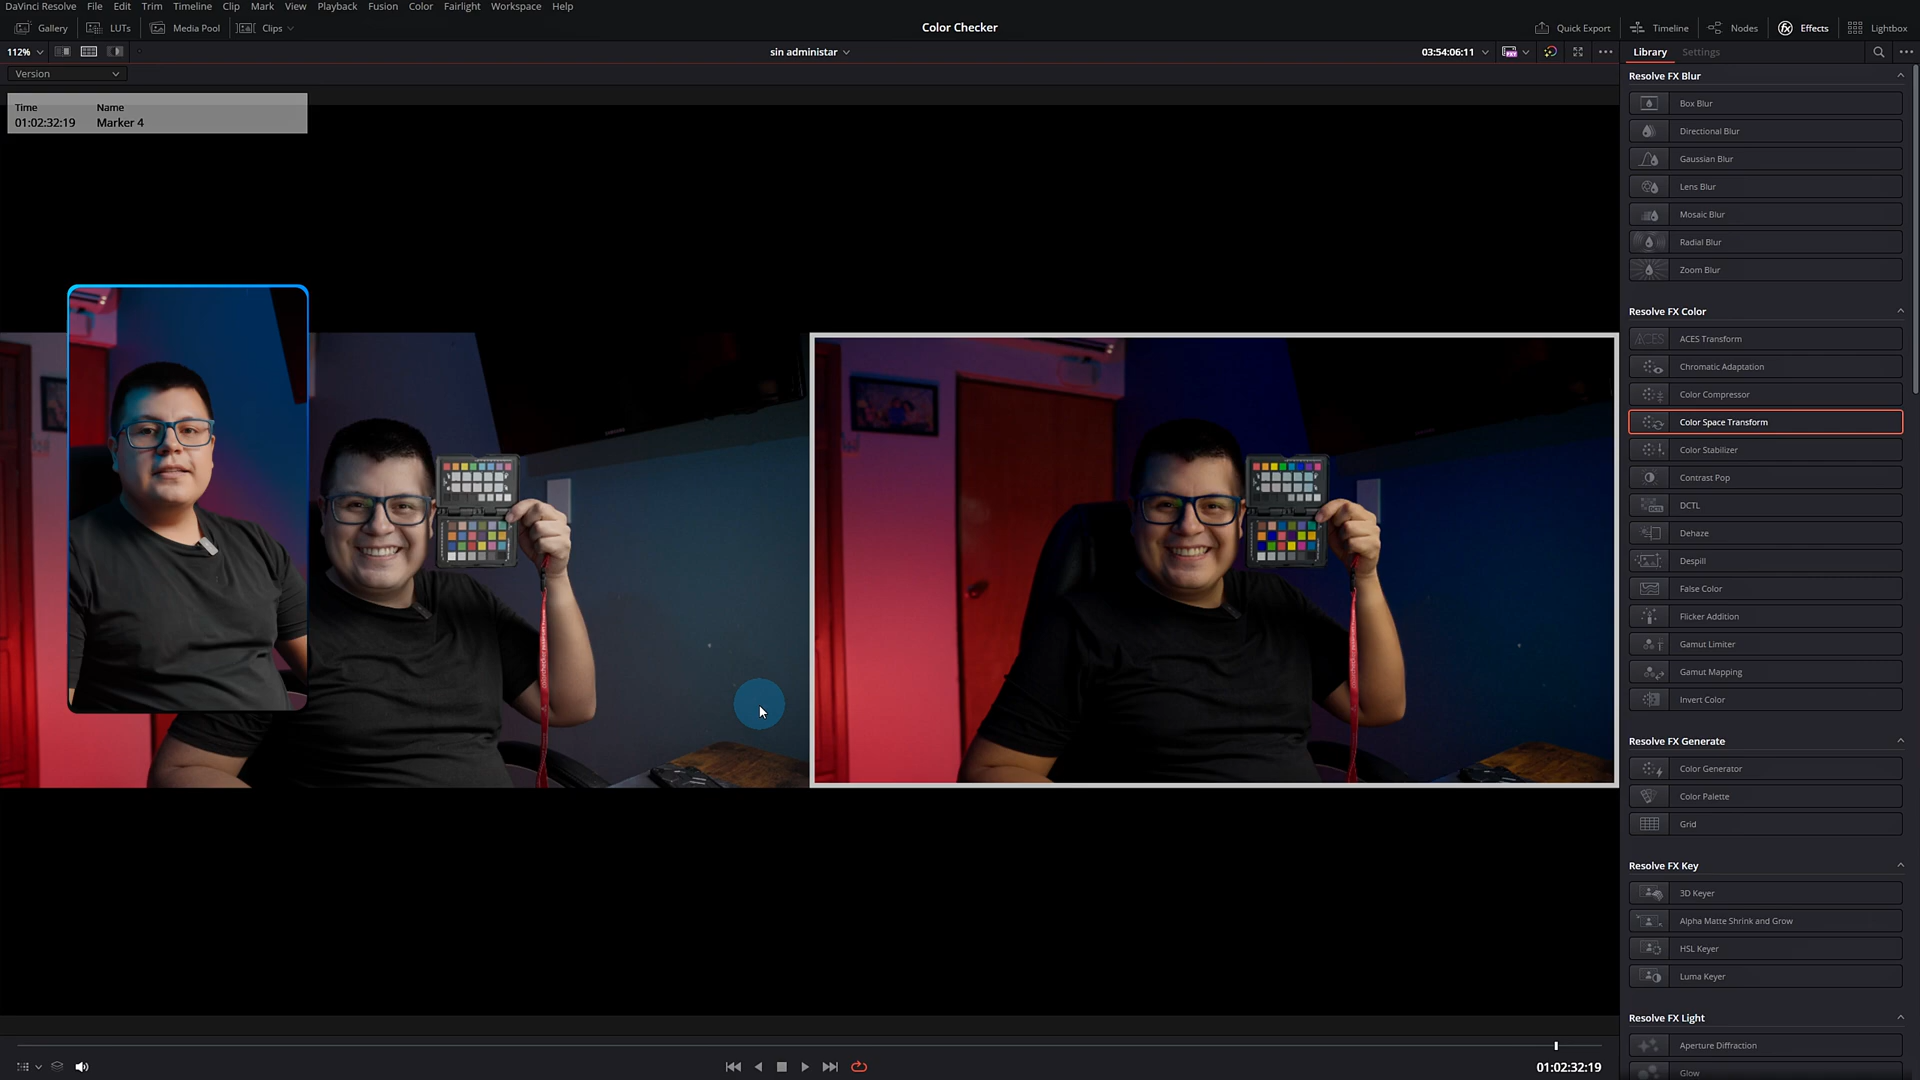 DaVinci Resolve File Edit Trim Timeline Clip Mark View Playback Fusion Color Fairlight Workspace Help
Gallery LUTs Media Pool Clips Color Checker Quick Export Timeline Nodes Effects Lightbox
112% sin administar 03:54:06:11 Library Settings
Version
Time Name
01:02:32:19 Marker 4
Resolve FX Blur
Box Blur
Directional Blur
Gaussian Blur
Lens Blur
Mosaic Blur
Radial Blur
Zoom Blur
Resolve FX Color
ACES Transform
Chromatic Adaptation
Color Compressor
Color Space Transform
Color Stabilizer
Contrast Pop
DCTL
Dehaze
Despill
False Color
Flicker Addition
Gamut Limiter
Gamut Mapping
Invert Color
Resolve FX Generate
Color Generator
Color Palette
Grid
Resolve FX Key
3D Keyer
Alpha Matte Shrink and Grow
HSL Keyer
Luma Keyer
Resolve FX Light
Aperture Diffraction
Glow
01:02:32:19